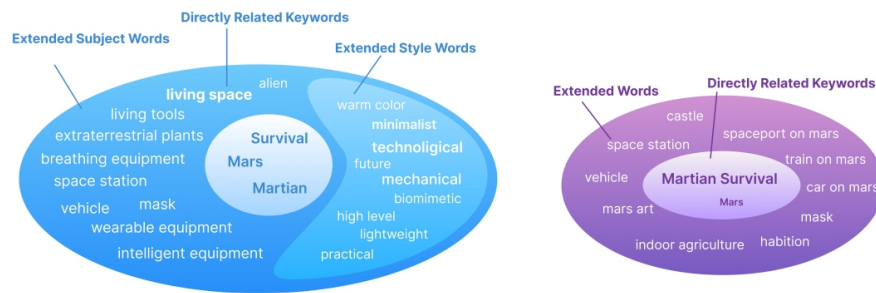 Directly Related Keywords
Extended Subject Words
Extended Style Words
alien
living space
living tools
extraterrestrial plants
breathing equipment
space station
vehicle
mask
wearable equipment
intelligent equipment
Survival
Mars
Martian
warm color
minimalist
technoligical
future
mechanical
biomimetic
high level
lightweight
practical
Directly Related Keywords
Extended Words
castle
space station
spaceport on mars
train on mars
vehicle
car on mars
mars art
mask
indoor agriculture
habition
Martian Survival
Mars